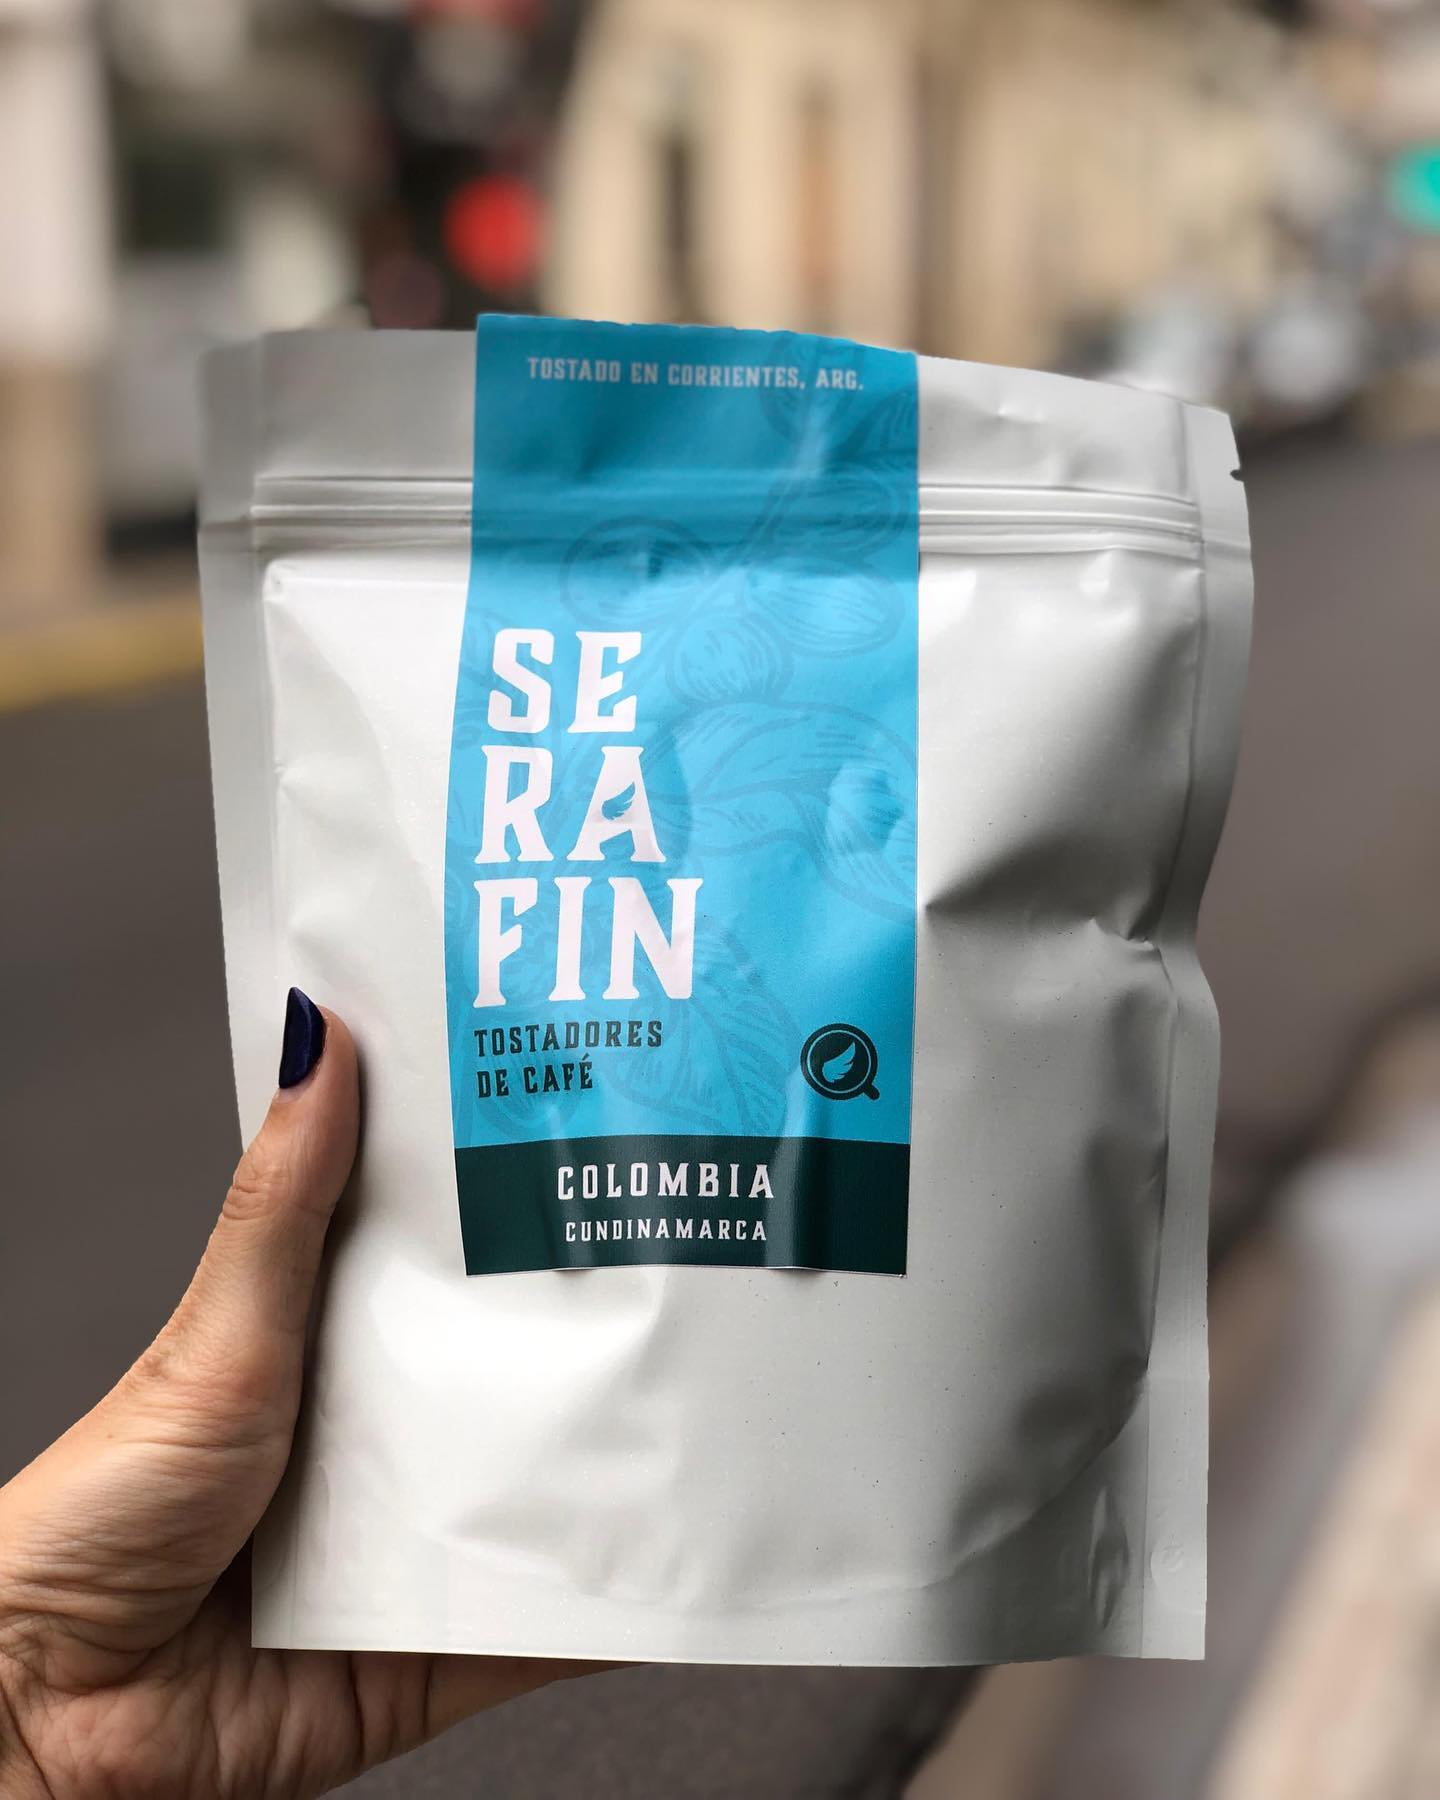 TOSTADO EN CORRIENTES, ARG.
SE
RA
FIN
TOSTADORES
DE CAFÉ
COLOMBIA
CUNDINAMARCA